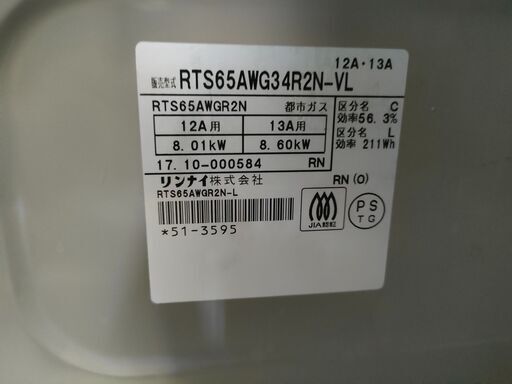 12A・13A
販売型式 RTS65AWG34R2N-VL
RTS65AWGR2N 都市ガス
12A用 13A用
8.01kW 8.60kW
区分名 C
効率56.3%
区分名 L
効率 211Wh
17.10-000584 RN
リンナイ株式会社 RN (O)
RTS65AWGR2N-L
*51-3595
JIA認証
PS
TG